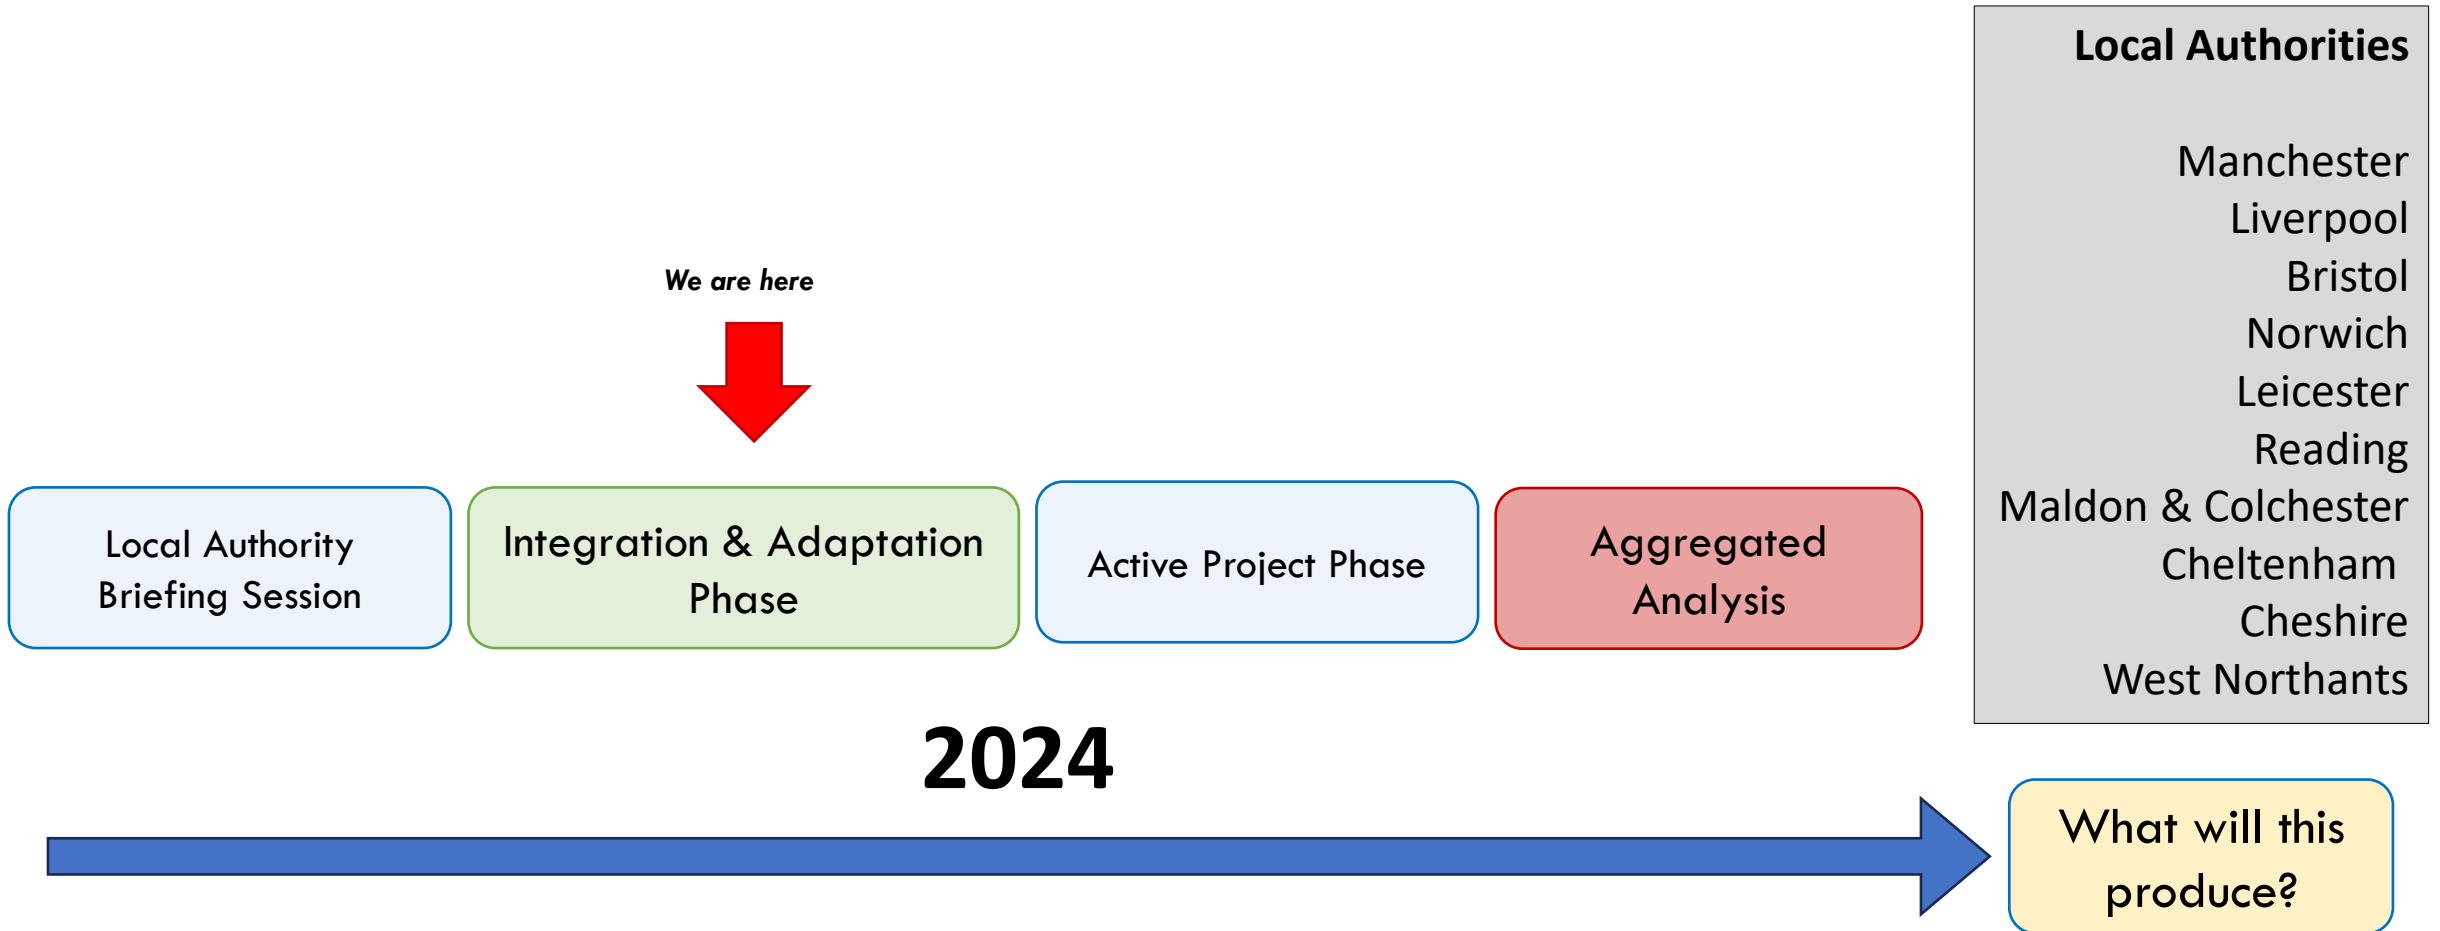 Local Authorities
Manchester
Liverpool
Bristol
Norwich
Leicester
Reading
Maldon & Colchester
Cheltenham
Cheshire
West Northants
We are here
Local Authority
Briefing Session
Integration & Adaptation
Phase
Active Project Phase
Aggregated
Analysis
2024
What will this
produce?